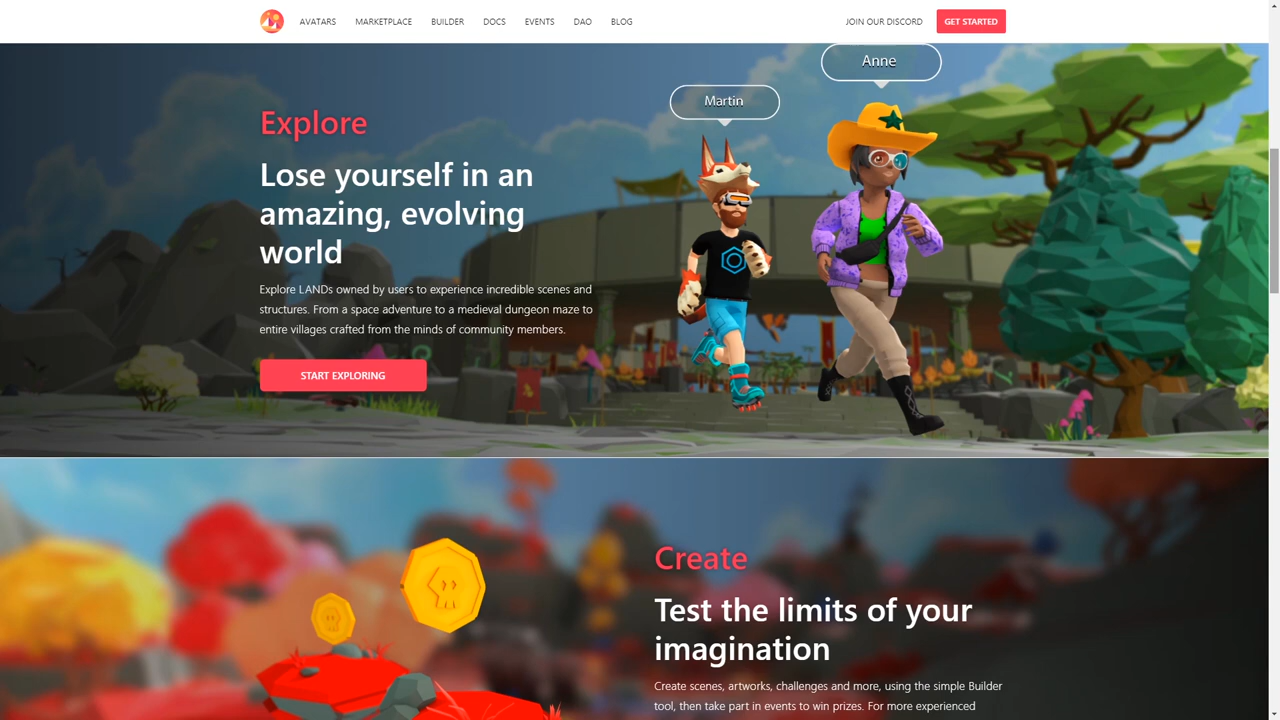 AVATARS MARKETPLACE BUILDER DOCS EVENTS DAO BLOG JOIN OUR DISCORD GET STARTED
Anne
Martin
Explore
Lose yourself in an
amazing, evolving
world
Explore LANDs owned by users to experience incredible scenes and
structures. From a space adventure to a medieval dungeon maze to
entire villages crafted from the minds of community members.
START EXPLORING
Create
Test the limits of your
imagination
Create scenes, artworks, challenges and more, using the simple Builder
tool, then take part in events to win prizes. For more experienced